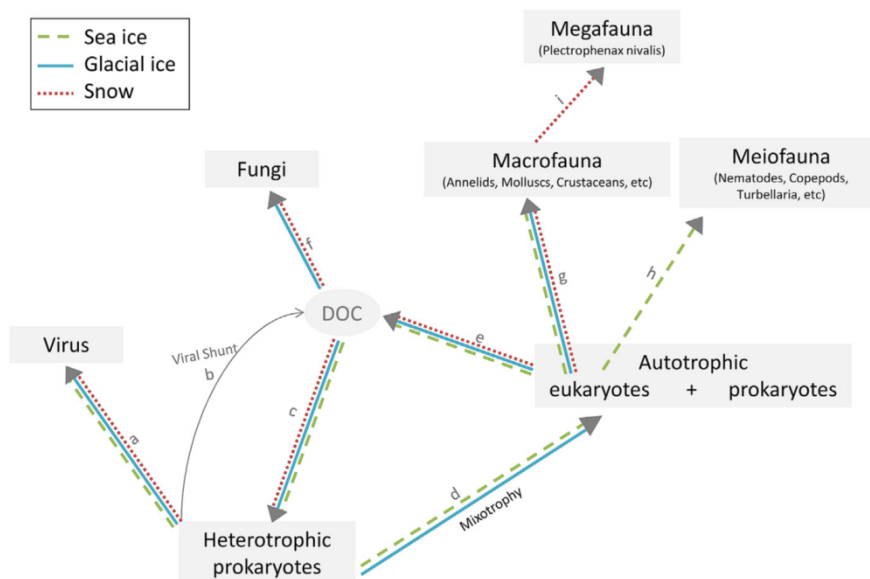 Sea ice
Glacial ice
Snow
Megafauna
(Plectrophenax nivalis)
i
Macrofauna
(Annelids, Molluscs, Crustaceans, etc)
Meiofauna
(Nematodes, Copepods,
Turbellaria, etc)
Fungi
f
g
h
DOC
e
Virus
Viral Shunt
b
Autotrophic
eukaryotes + prokaryotes
a
c
d
Mixotrophy
Heterotrophic
prokaryotes